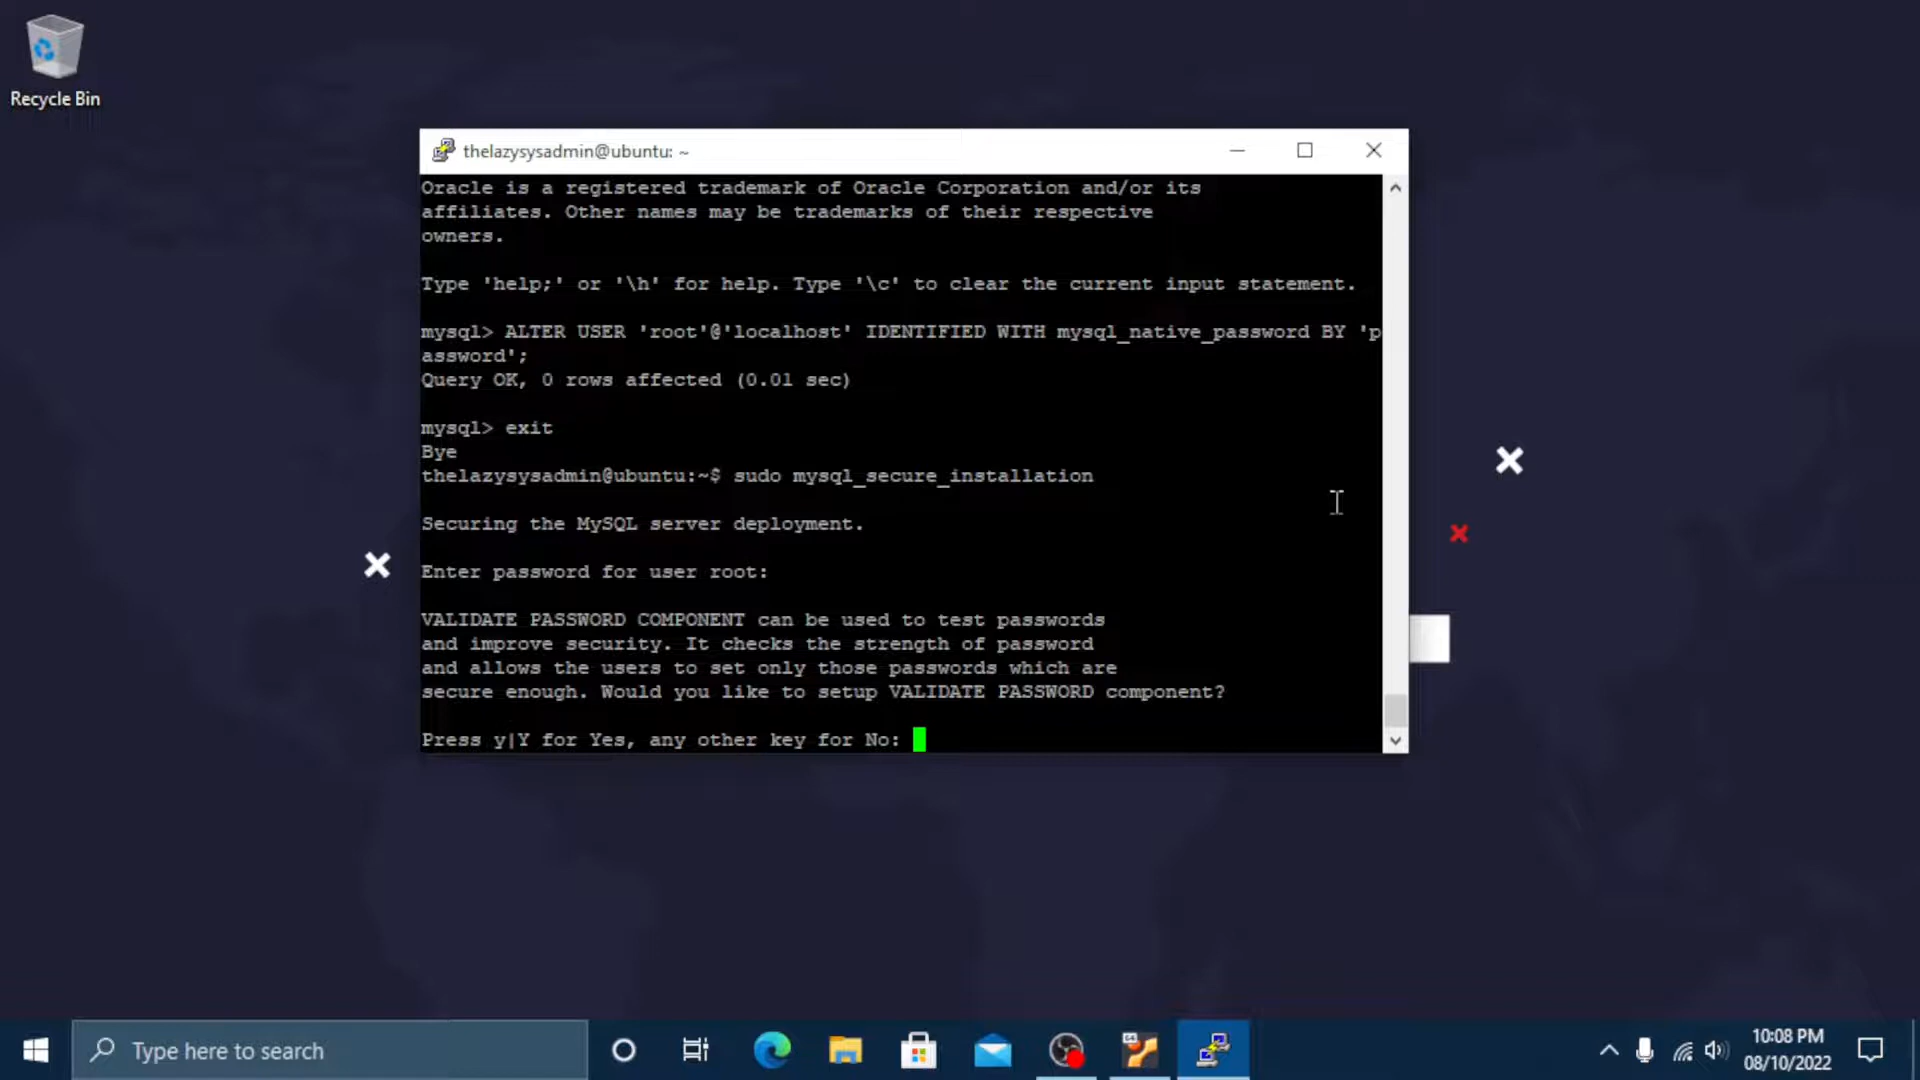 Recycle Bin
thelazysysadmin@ubuntu: ~
Oracle is a registered trademark of Oracle Corporation and/or its
affiliates. Other names may be trademarks of their respective
owners.
Type 'help;' or '\h' for help. Type '\c' to clear the current input statement.
mysql> ALTER USER 'root'@'localhost' IDENTIFIED WITH mysql_native_password BY 'p
assword';
Query OK, 0 rows affected (0.01 sec)
mysql> exit
Bye
thelazysysadmin@ubuntu:~$ sudo mysql_secure_installation
Securing the MySQL server deployment.
Enter password for user root:
VALIDATE PASSWORD COMPONENT can be used to test passwords
and improve security. It checks the strength of password
and allows the users to set only those passwords which are
secure enough. Would you like to setup VALIDATE PASSWORD component?
Press y|Y for Yes, any other key for No:
Type here to search
64
10:08 PM
08/10/2022